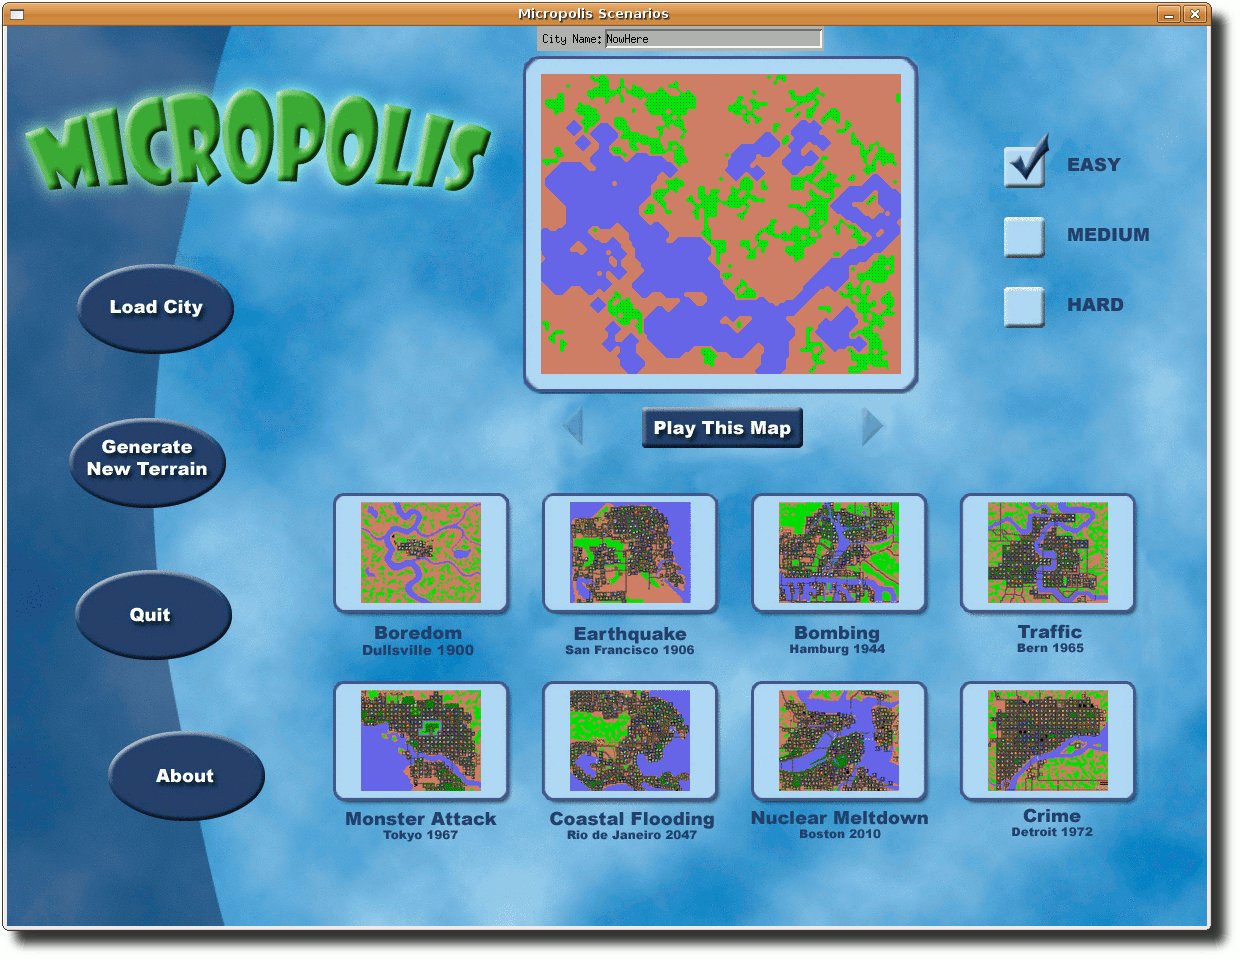 Micropolis Scenarios
City Name: NowHere
MICROPOLIS
EASY
MEDIUM
HARD
Load City
Generate
New Terrain
Quit
About
Play This Map
Boredom
Dullsville 1900
Earthquake
San Francisco 1906
Bombing
Hamburg 1944
Traffic
Bern 1965
Monster Attack
Tokyo 1967
Coastal Flooding
Rio de Janeiro 2047
Nuclear Meltdown
Boston 2010
Crime
Detroit 1972